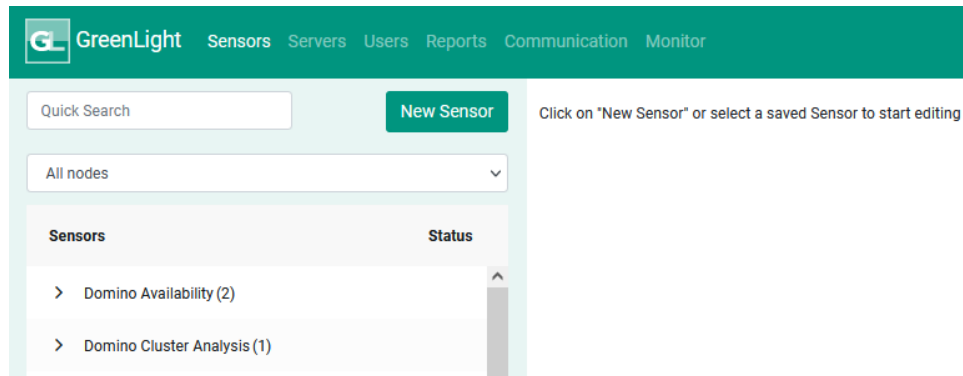 GL GreenLight Sensors Servers Users Reports Communication Monitor
Quick Search New Sensor Click on "New Sensor" or select a saved Sensor to start editing
All nodes
Sensors Status
Domino Availability (2)
Domino Cluster Analysis (1)